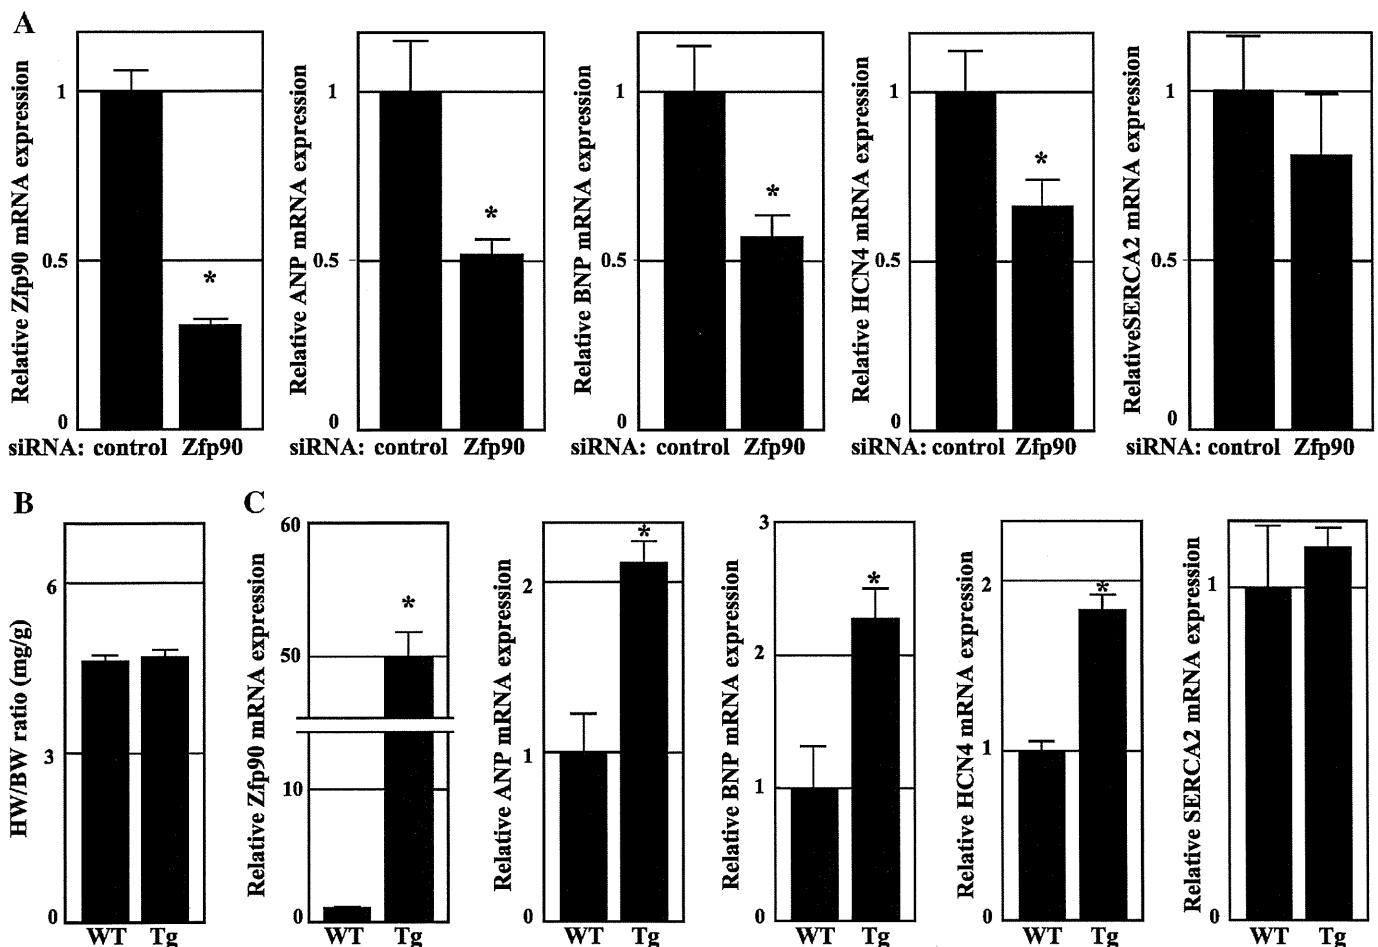 A
Relative Zfp90 mRNA expression
1
0.5
0
*
siRNA: control Zfp90
Relative ANP mRNA expression
1
0.5
0
*
siRNA: control Zfp90
Relative BNP mRNA expression
1
0.5
0
*
siRNA: control Zfp90
Relative HCN4 mRNA expression
1
0.5
0
*
siRNA: control Zfp90
RelativeSERCA2 mRNA expression
1
0.5
0
siRNA: control Zfp90
B
HW/BW ratio (mg/g)
6
3
0
WT Tg
C
Relative Zfp90 mRNA expression
60
50
10
0
*
WT Tg
Relative ANP mRNA expression
2
1
0
*
WT Tg
Relative BNP mRNA expression
3
2
1
0
*
WT Tg
Relative HCN4 mRNA expression
2
1
0
*
WT Tg
Relative SERCA2 mRNA expression
1
0
WT Tg